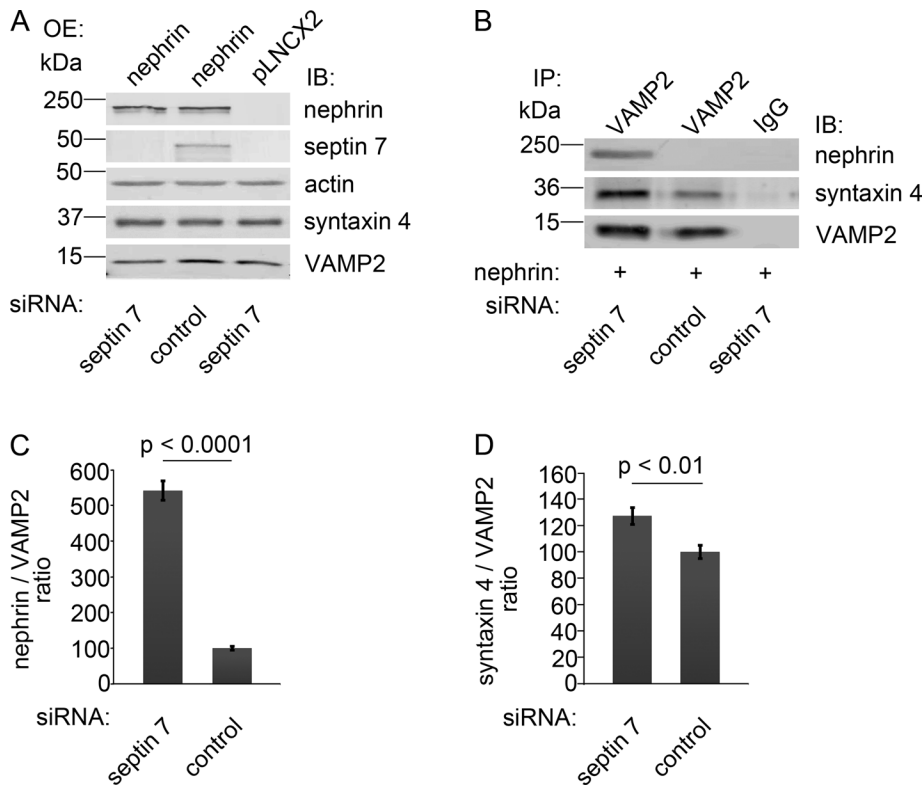 A
OE: nephrin nephrin pLNCX2
kDa IB:
250 nephrin
50 septin 7
50 actin
37 syntaxin 4
15 VAMP2
siRNA: septin 7 control septin 7
B
IP: VAMP2 VAMP2 IgG
kDa IB:
250 nephrin
36 syntaxin 4
15 VAMP2
nephrin: + + +
siRNA: septin 7 control septin 7
C
p < 0.0001
nephrin / VAMP2
ratio
600
500
400
300
200
100
0
siRNA: septin 7 control
D
p < 0.01
syntaxin 4 / VAMP2
ratio
160
140
120
100
80
60
40
20
0
siRNA: septin 7 control